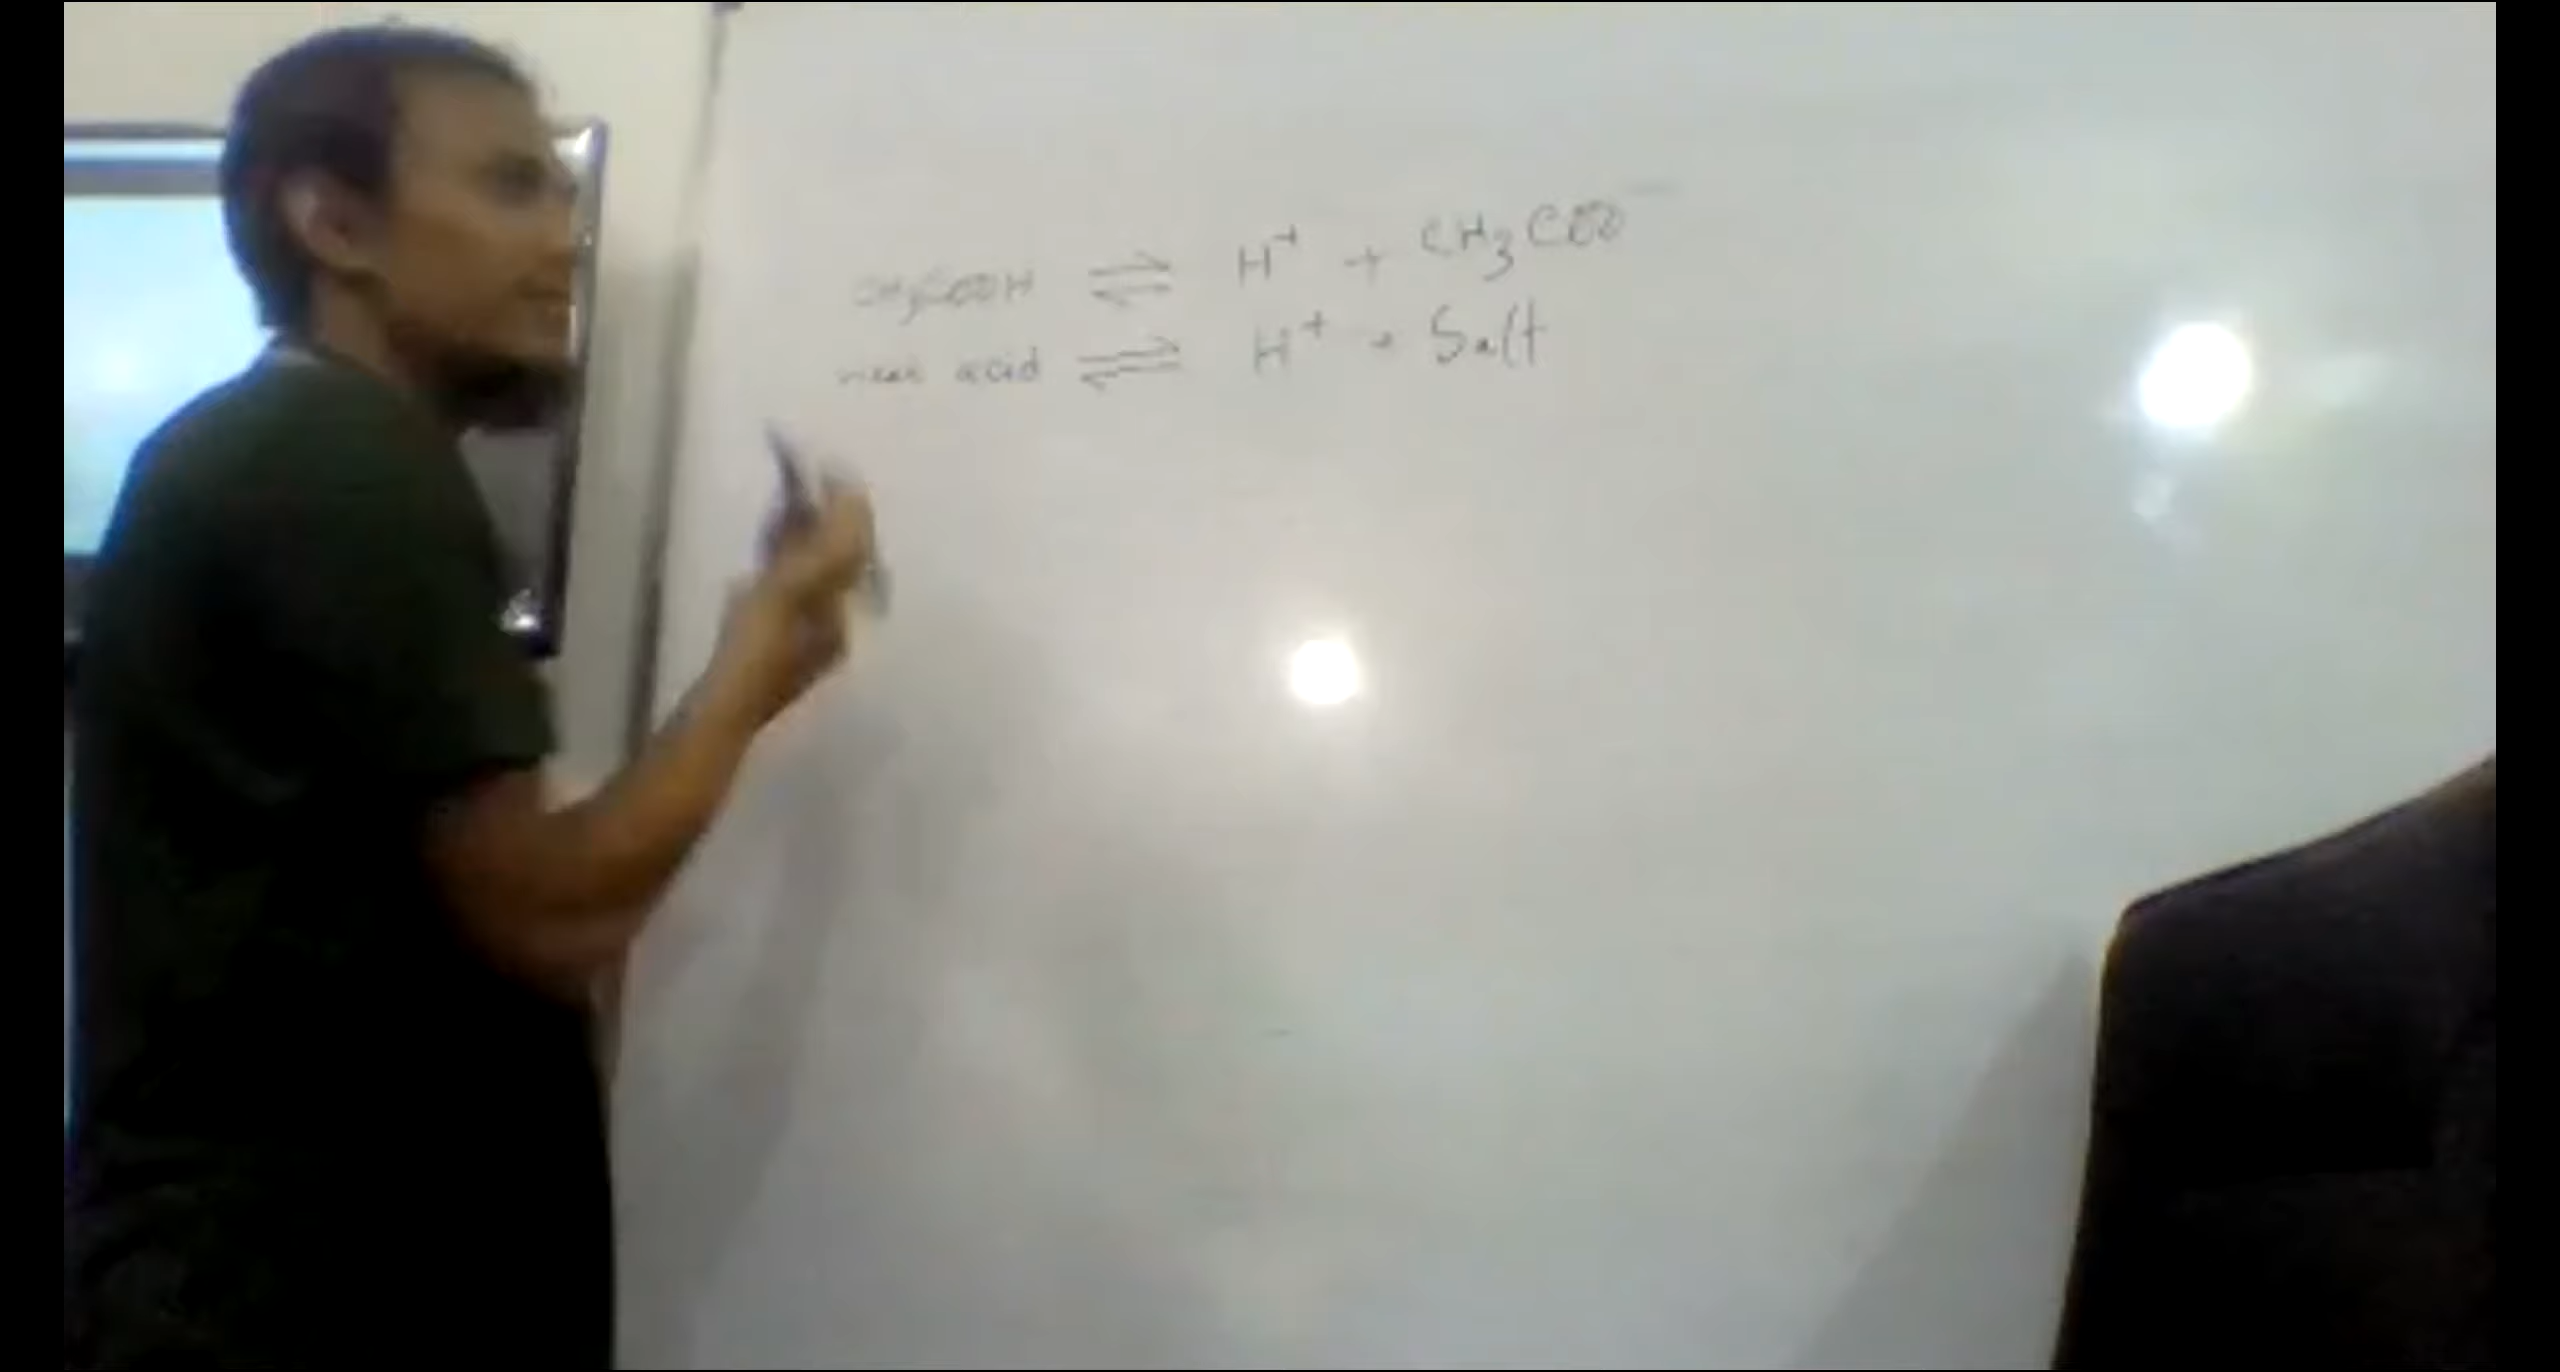 CH3COOH ⇌ H+ + CH3COO-
weak acid ⇌ H+ + Salt